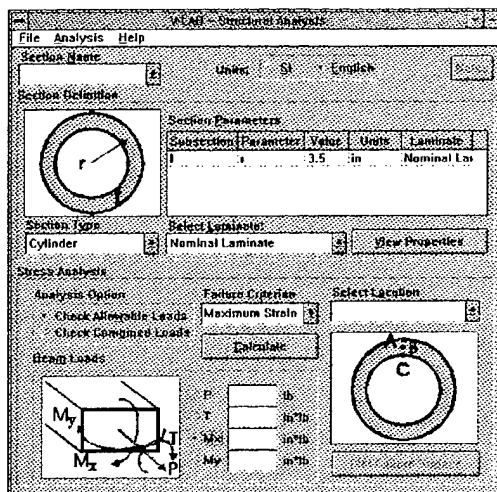 VCAD - Structural Analysis
File Analysis Help
Section Name
Units: SI English
Section Definition
r
Section Parameters
Subsection Parameter Value Units Laminate
3.5 in Nominal Lar
Section Type
Cylinder
Select Laminate:
Nominal Laminate
View Properties
Stress Analysis
Analysis Option
Check Allowable Loads
Check Combined Loads
Failure Criterion
Maximum Strain
Calculate
Select Location
A
B
C
Beam Loads
My
Mx
T
P
P lb
T in*lb
Mx in*lb
My in*lb